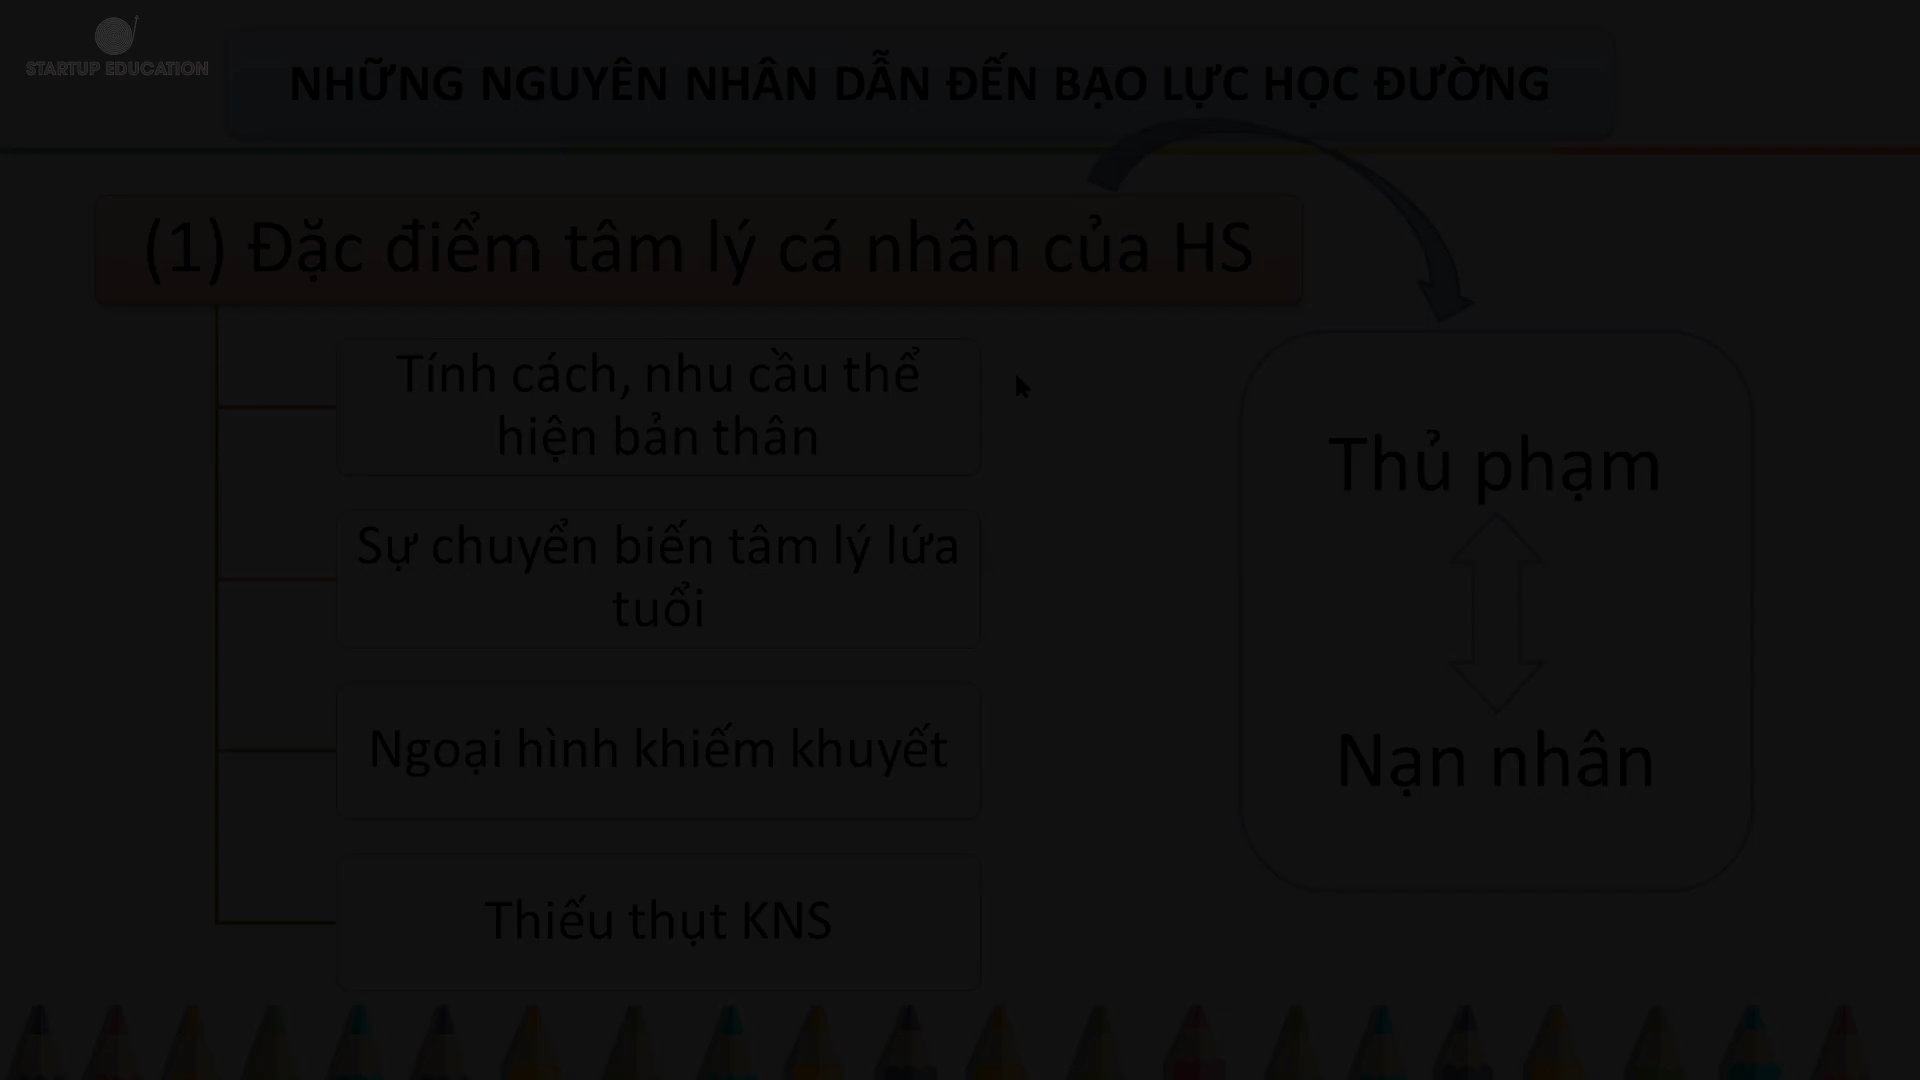 STARTUP EDUCATION
NHỮNG NGUYÊN NHÂN DẪN ĐẾN BẠO LỰC HỌC ĐƯỜNG
(1) Đặc điểm tâm lý cá nhân của HS
Tính cách, nhu cầu thể
hiện bản thân
Sự chuyển biến tâm lý lứa
tuổi
Ngoại hình khiếm khuyết
Thiếu thụt KNS
Thủ phạm
Nạn nhân